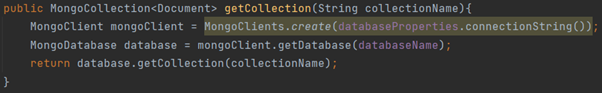 public MongoCollection<Document> getCollection(String collectionName){
MongoClient mongoClient = MongoClients.create(databaseProperties.connectionString());
MongoDatabase database = mongoClient.getDatabase(databaseName);
return database.getCollection(collectionName);
}